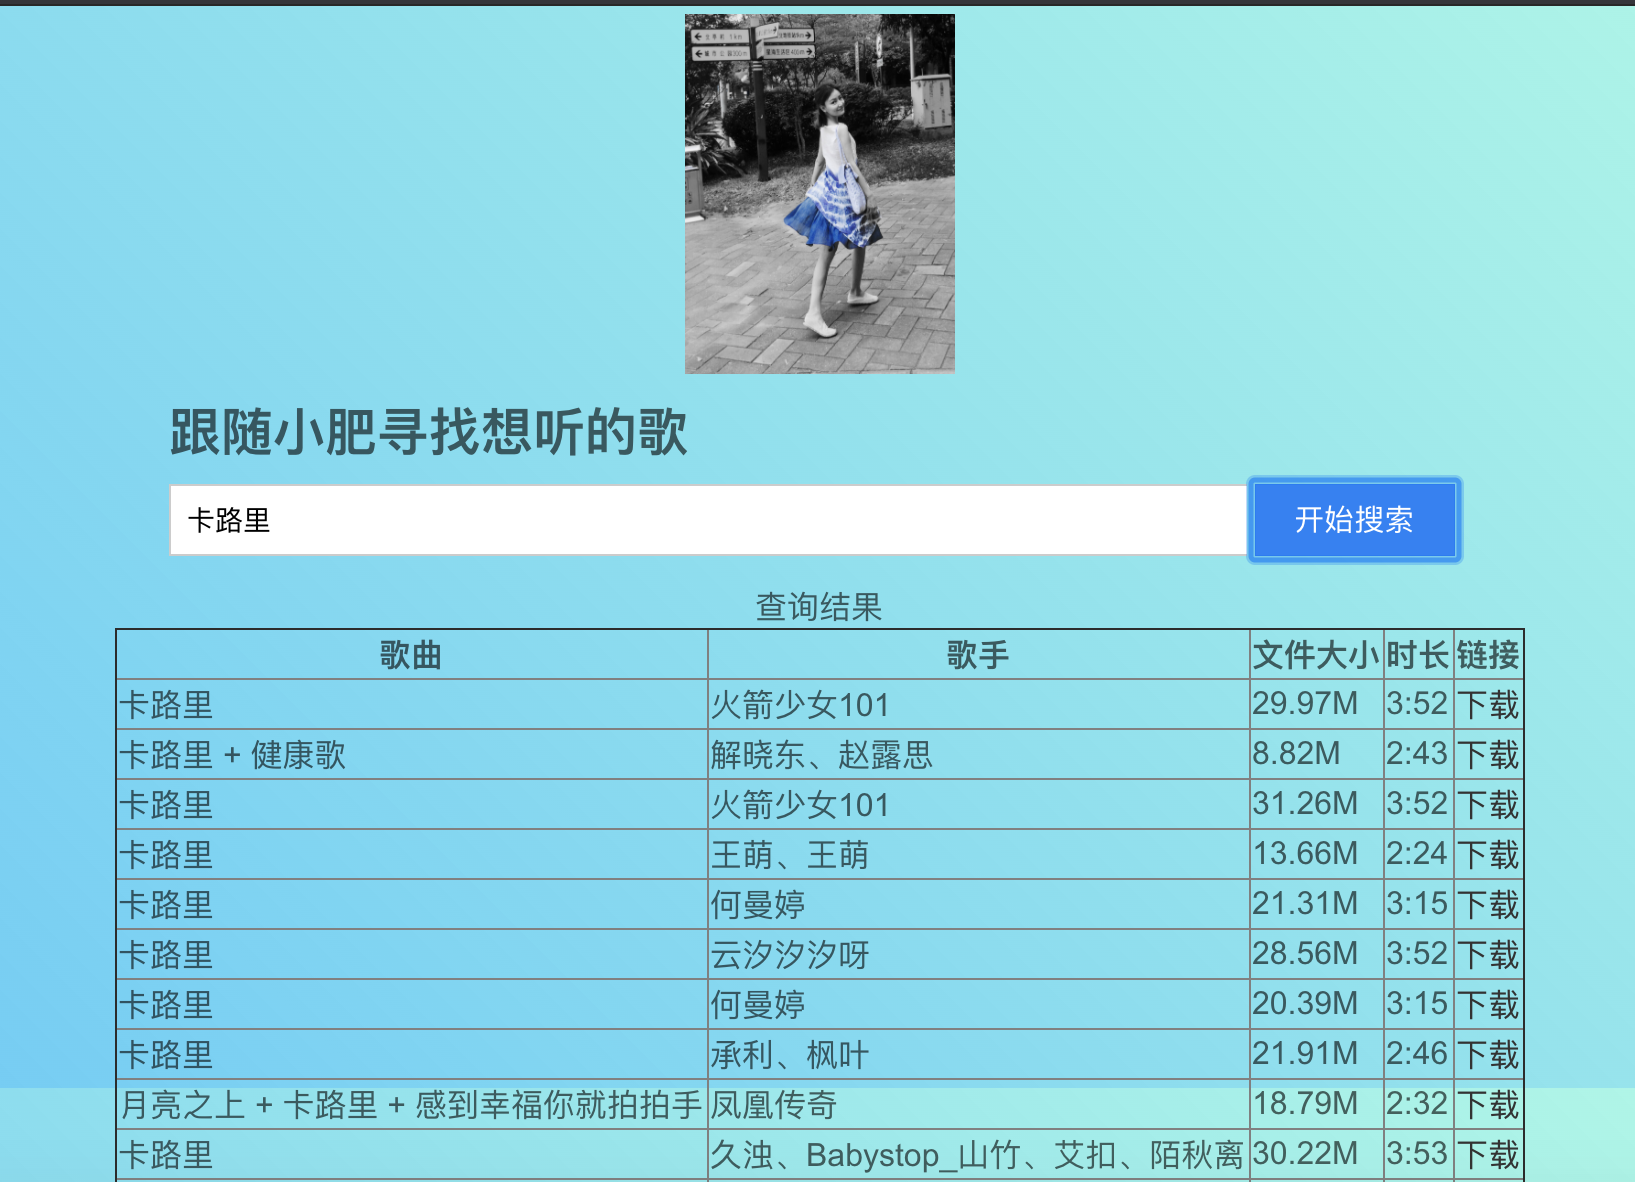 跟随小肥寻找想听的歌
卡路里 开始搜索
查询结果
歌曲 歌手 文件大小 时长 链接
卡路里 火箭少女101 29.97M 3:52 下载
卡路里 + 健康歌 解晓东、赵露思 8.82M 2:43 下载
卡路里 火箭少女101 31.26M 3:52 下载
卡路里 王萌、王萌 13.66M 2:24 下载
卡路里 何曼婷 21.31M 3:15 下载
卡路里 云汐汐汐呀 28.56M 3:52 下载
卡路里 何曼婷 20.39M 3:15 下载
卡路里 承利、枫叶 21.91M 2:46 下载
月亮之上 + 卡路里 + 感到幸福你就拍拍手 凤凰传奇 18.79M 2:32 下载
卡路里 久浊、Babystop_山竹、艾扣、陌秋离 30.22M 3:53 下载